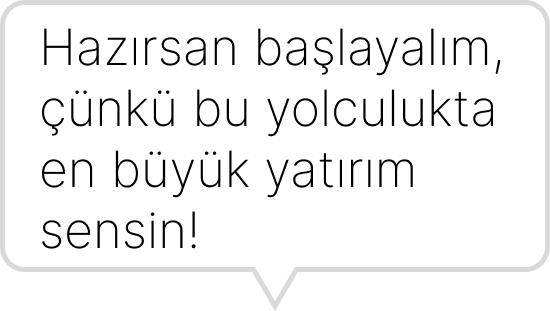 Hazırsan başlayalım,
çünkü bu yolculukta
en büyük yatırım
sensin!